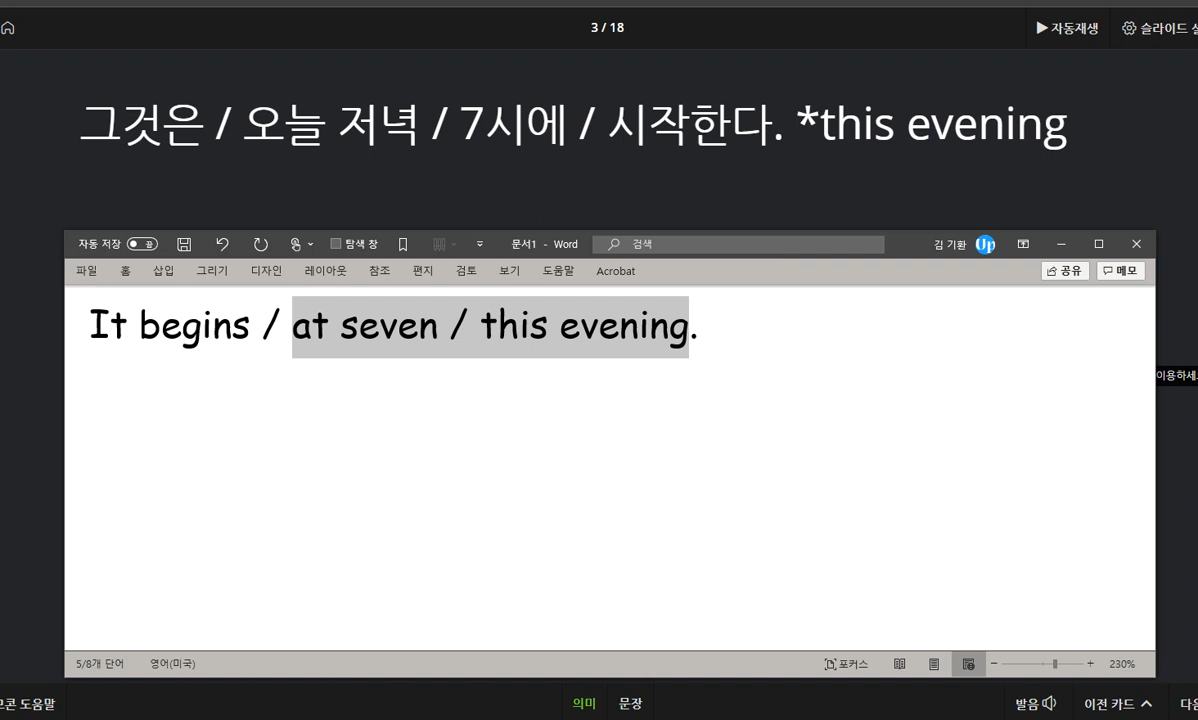 3 / 18
▶ 자동재생
슬라이드
그것은 / 오늘 저녁 / 7시에 / 시작한다. *this evening
자동 저장 끔 탐색 창 문서1 - Word 검색 김 기환 Up
파일 홈 삽입 그리기 디자인 레이아웃 참조 편지 검토 보기 도움말 Acrobat 공유 메모
It begins / at seven / this evening.
이용하세
5/8개 단어 영어(미국) 포커스 − + 230%
도움말 의미 문장 발음 이전 카드